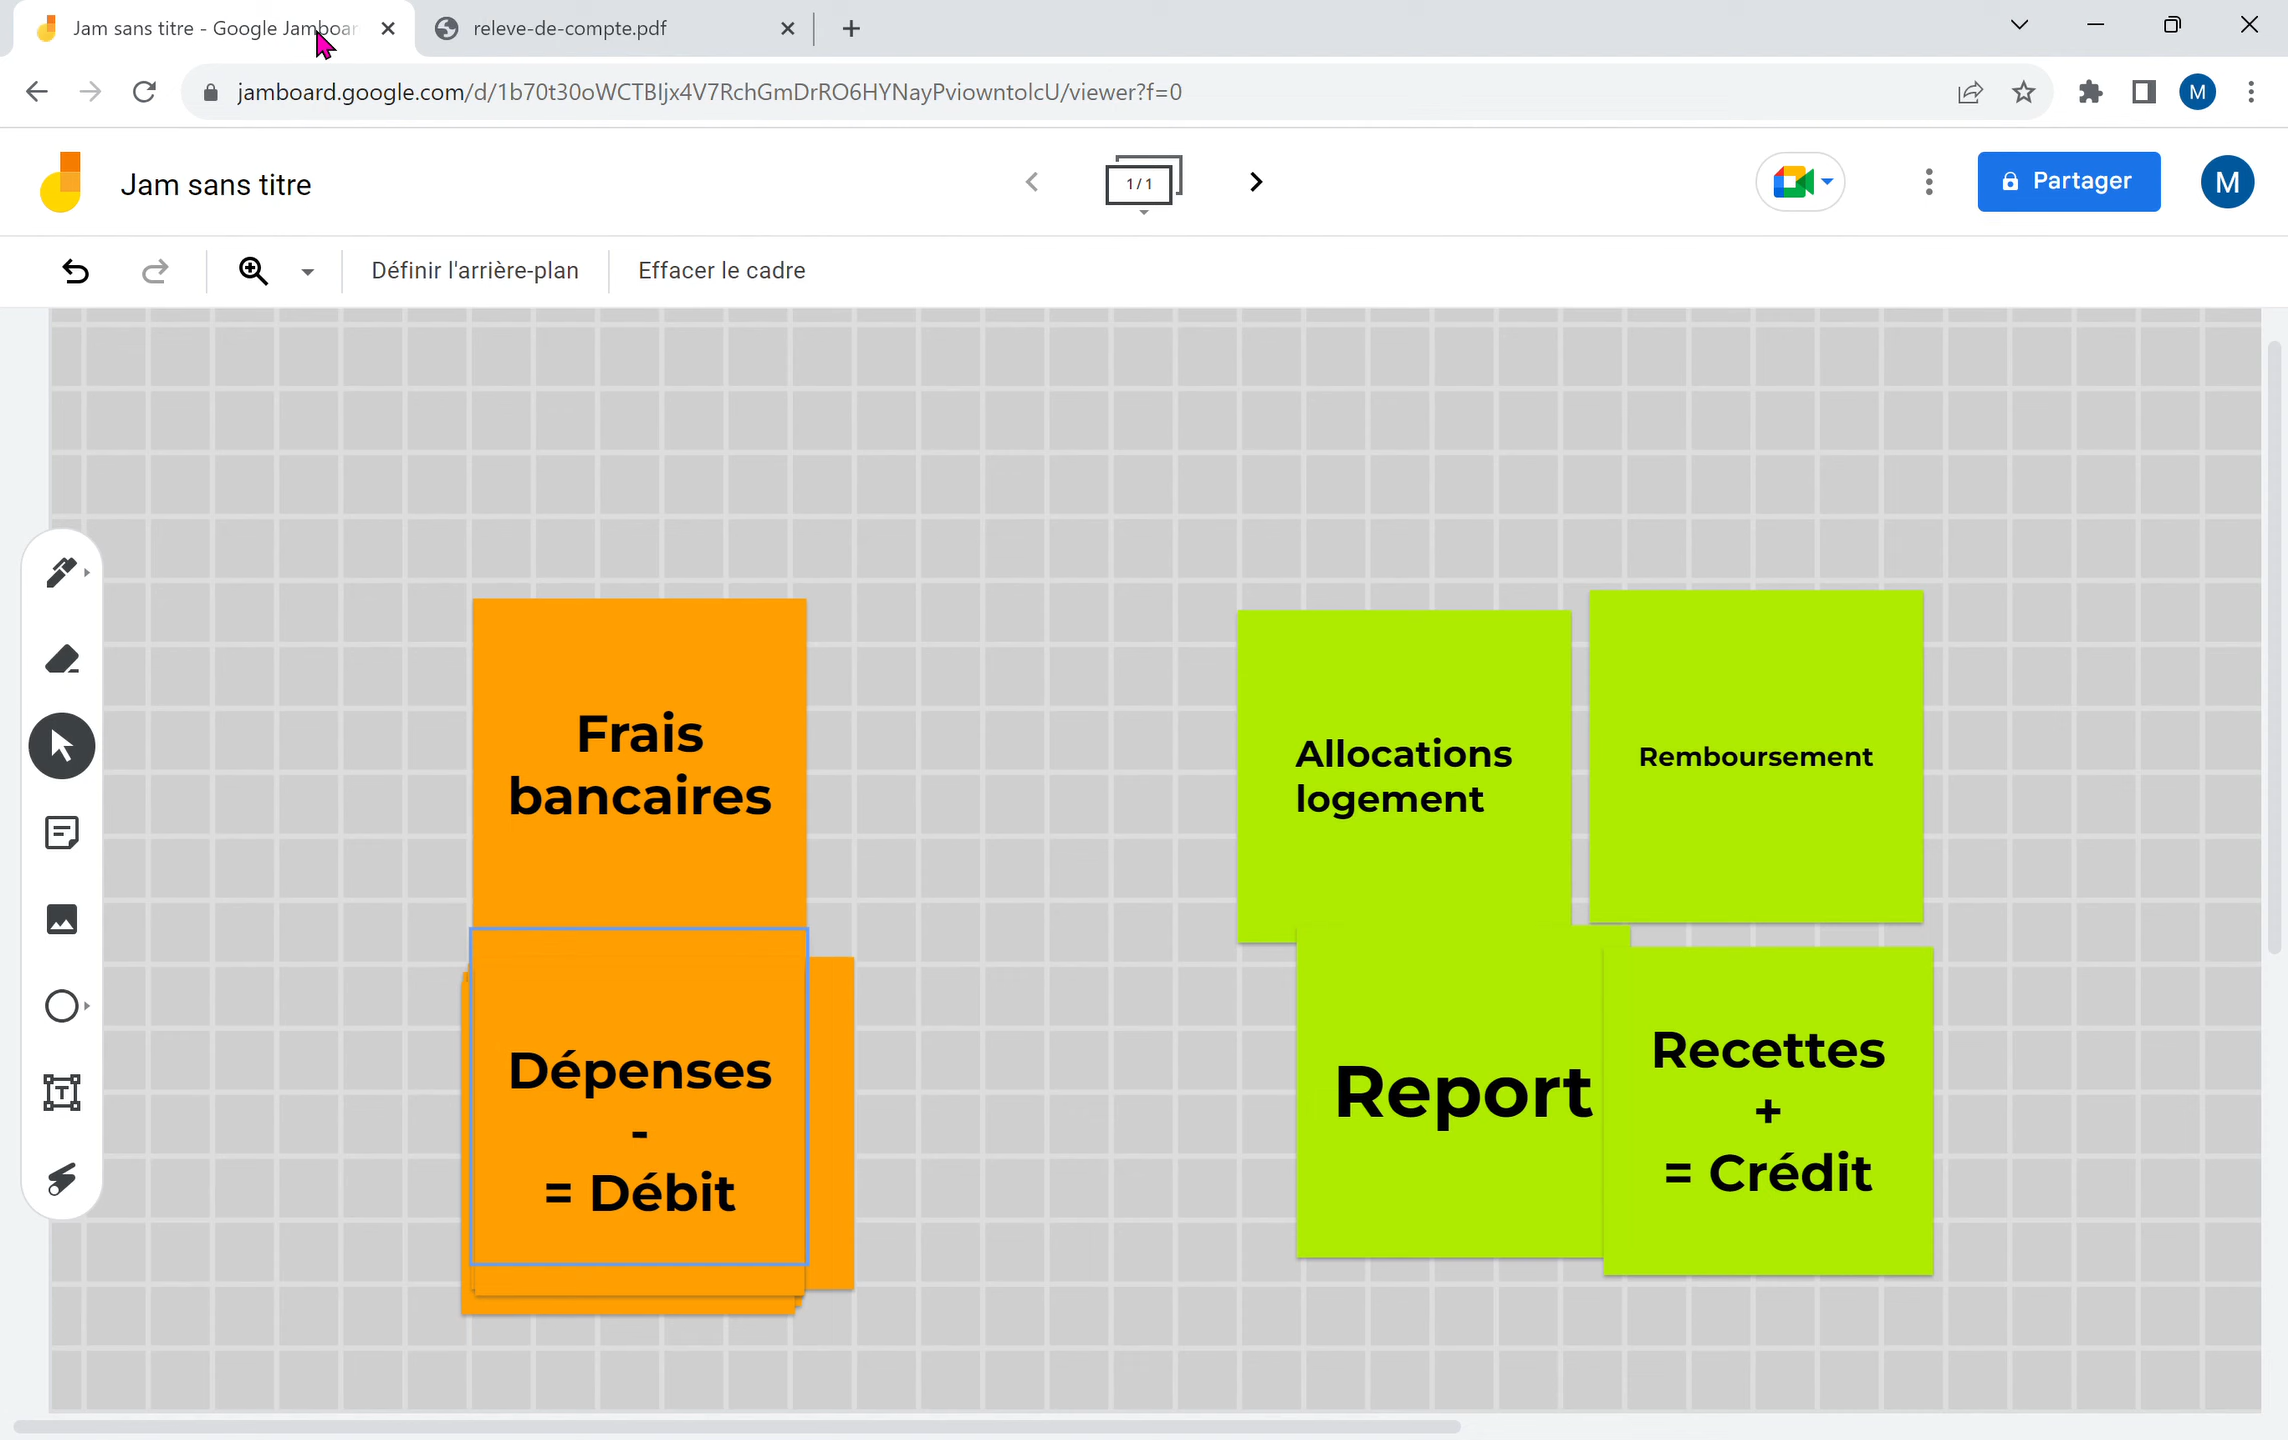 Jam sans titre - Google Jamboar
releve-de-compte.pdf
jamboard.google.com/d/1b70t30oWCTBIjx4V7RchGmDrRO6HYNayPviowntolcU/viewer?f=0
M
Jam sans titre
1/1
Partager
M
Définir l'arrière-plan
Effacer le cadre
Frais
bancaires
Dépenses
-
= Débit
Allocations
logement
Remboursement
Report
Recettes
+
= Crédit